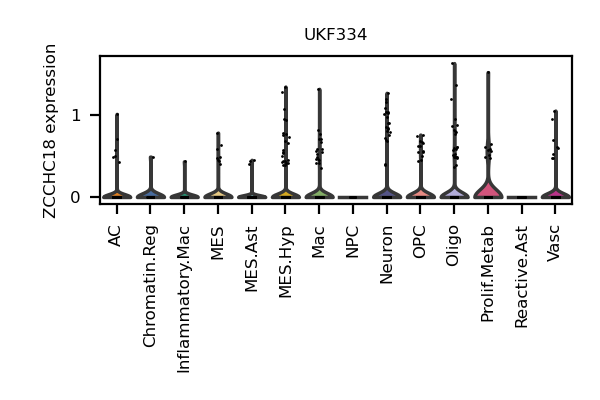 UKF334
ZCCHC18 expression
1
0
AC
Chromatin.Reg
Inflammatory.Mac
MES
MES.Ast
MES.Hyp
Mac
NPC
Neuron
OPC
Oligo
Prolif.Metab
Reactive.Ast
Vasc